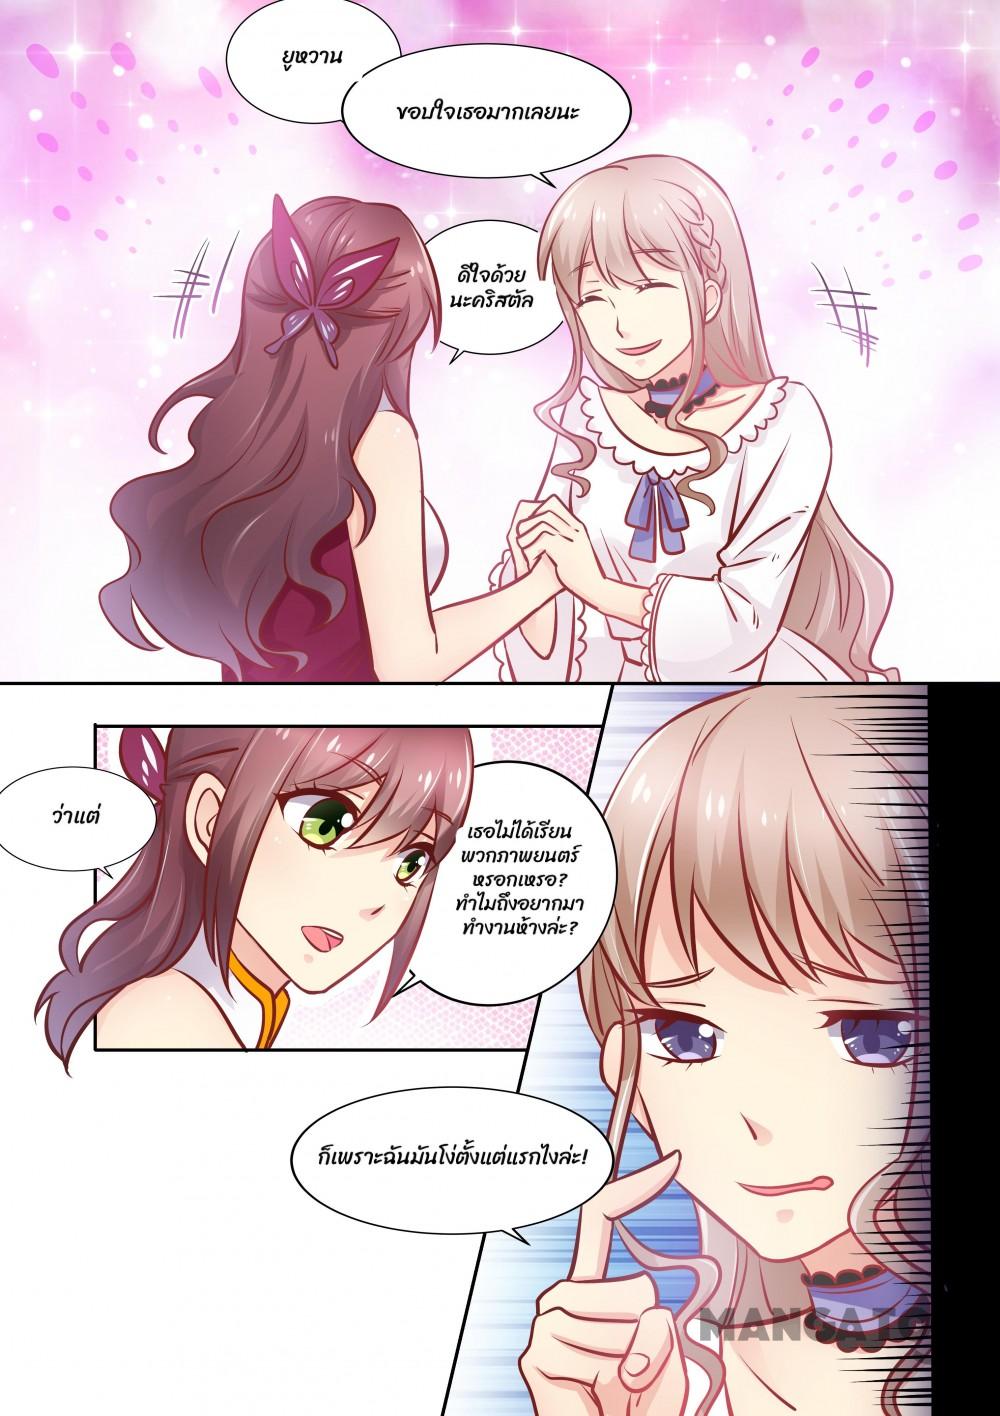 ยูหวาน
ขอบใจเธอมากเลยนะ
ดีใจด้วย
นะคริสตัล
ว่าแต่
เธอไม่ได้เรียน
พวกภาพยนตร์
หรอกเหรอ?
ทำไมถึงอยากมา
ทำงานห้างล่ะ?
ก็เพราะฉันมันโง่ตั้งแต่แรกไงล่ะ!
MANGATO